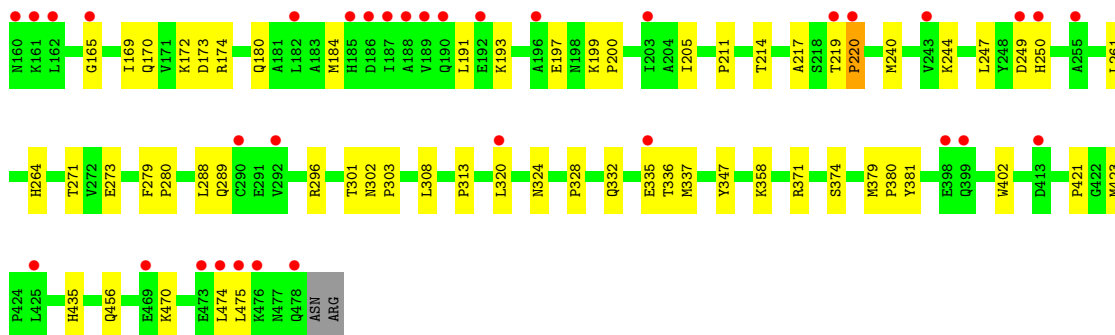 N160 K161 L162 G165 I169 Q170 V171 K172 D173 R174 Q180 A181 L182 A183 M184 H185 D186 I187 A188 V189 Q190 L191 E192 K193 A196 E197 N198 K199 P200 I203 A204 I205 P211 T214 A217 S218 T219 P220 M240 V243 K244 L247 Y248 D249 H250 A255 L261
H264 T271 V272 E273 F279 P280 L288 Q289 C290 E291 V292 R296 T301 N302 P303 L308 P313 L320 N324 P328 Q332 E335 T336 M337 Y347 K358 R371 S374 M379 P380 Y381 E398 Q399 W402 D413 P421 G422 M423
P424 L425 H435 Q456 E469 K470 E473 L474 L475 K476 N477 Q478 ASN ARG